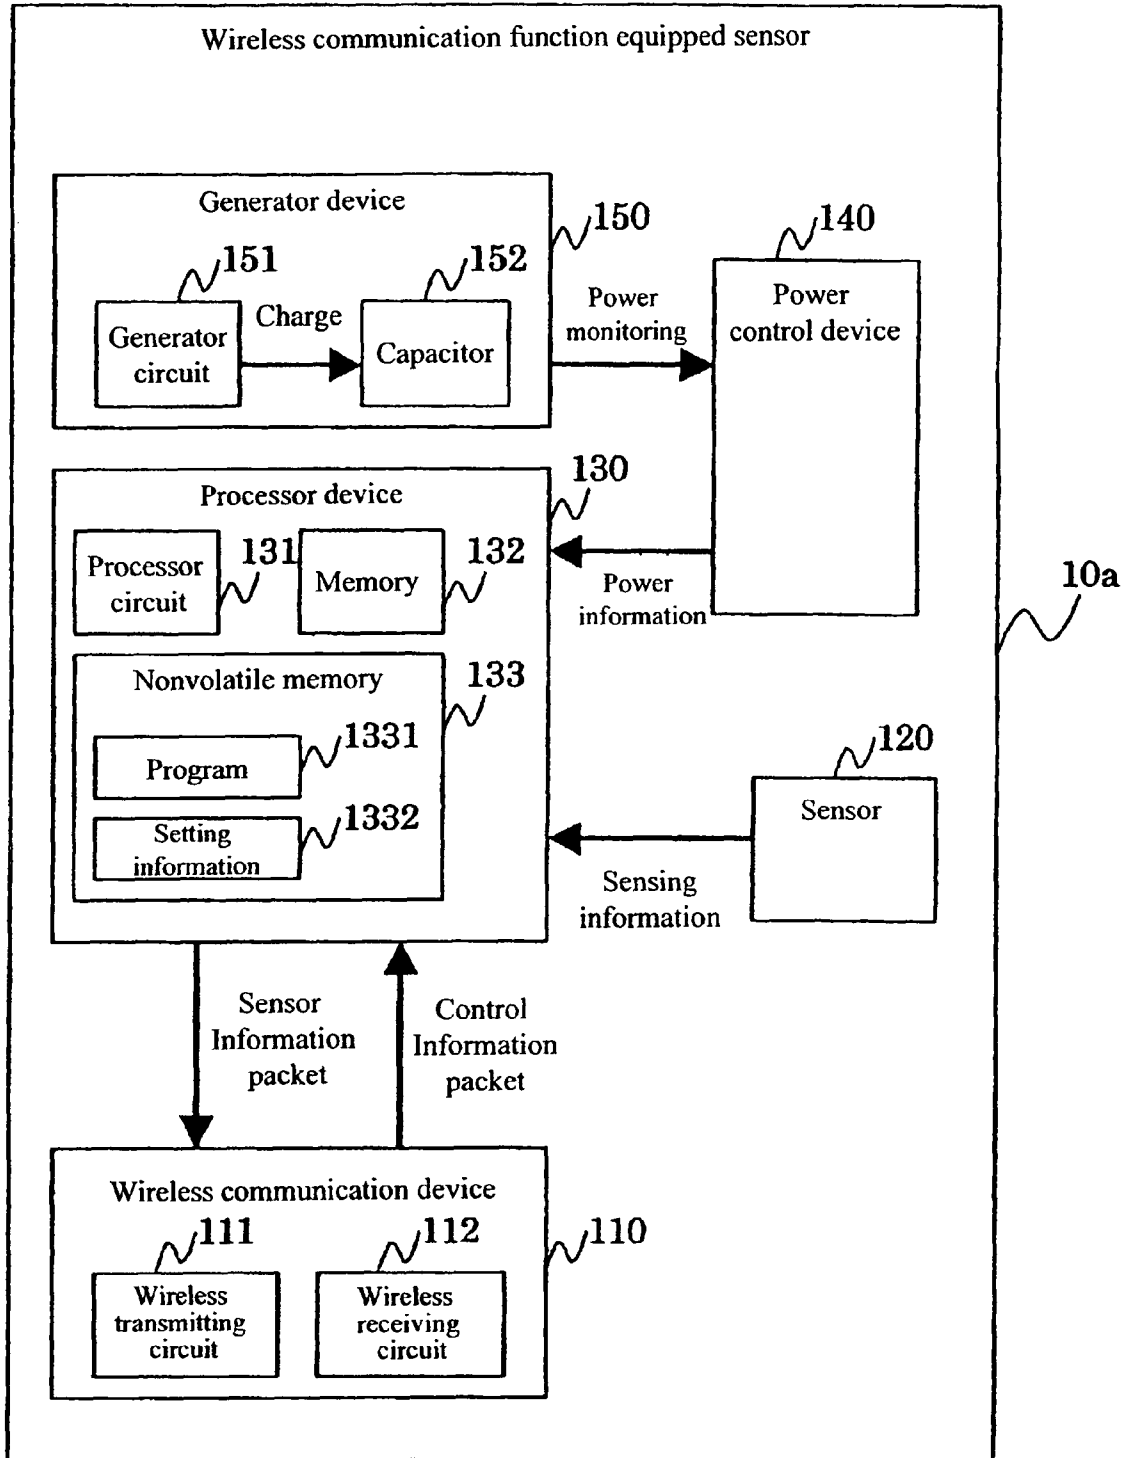 Wireless communication function equipped sensor
Generator device
150
140
151
152
Generator
circuit
Charge
Capacitor
Power
monitoring
Power
control device
130
Processor device
Processor
circuit
131
Memory
132
Power
information
10a
Nonvolatile memory
133
1331
Program
1332
Setting
information
120
Sensor
Sensing
information
Sensor
Information
packet
Control
Information
packet
Wireless communication device
111
112
110
Wireless
transmitting
circuit
Wireless
receiving
circuit